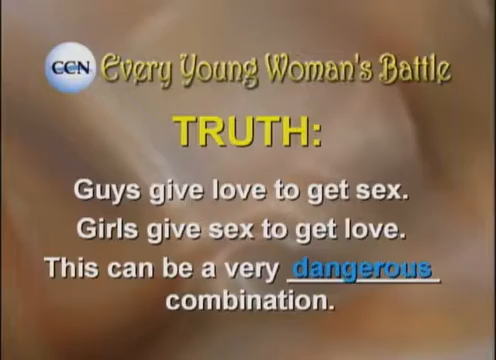 CCN Every Young Woman's Battle
TRUTH:
Guys give love to get sex.
Girls give sex to get love.
This can be a very dangerous
combination.